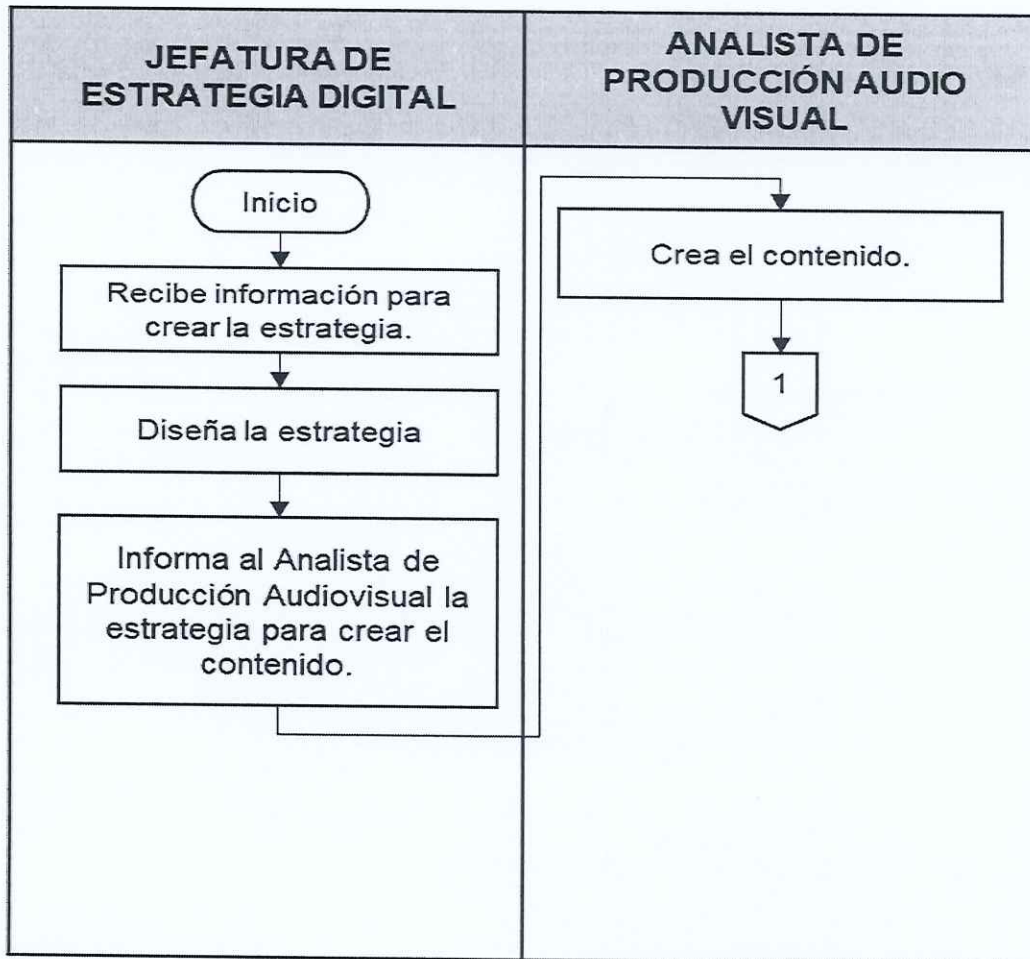 JEFATURA DE
ESTRATEGIA DIGITAL
ANALISTA DE
PRODUCCIÓN AUDIO
VISUAL
Inicio
Recibe información para
crear la estrategia.
Diseña la estrategia
Informa al Analista de
Producción Audiovisual la
estrategia para crear el
contenido.
Crea el contenido.
1